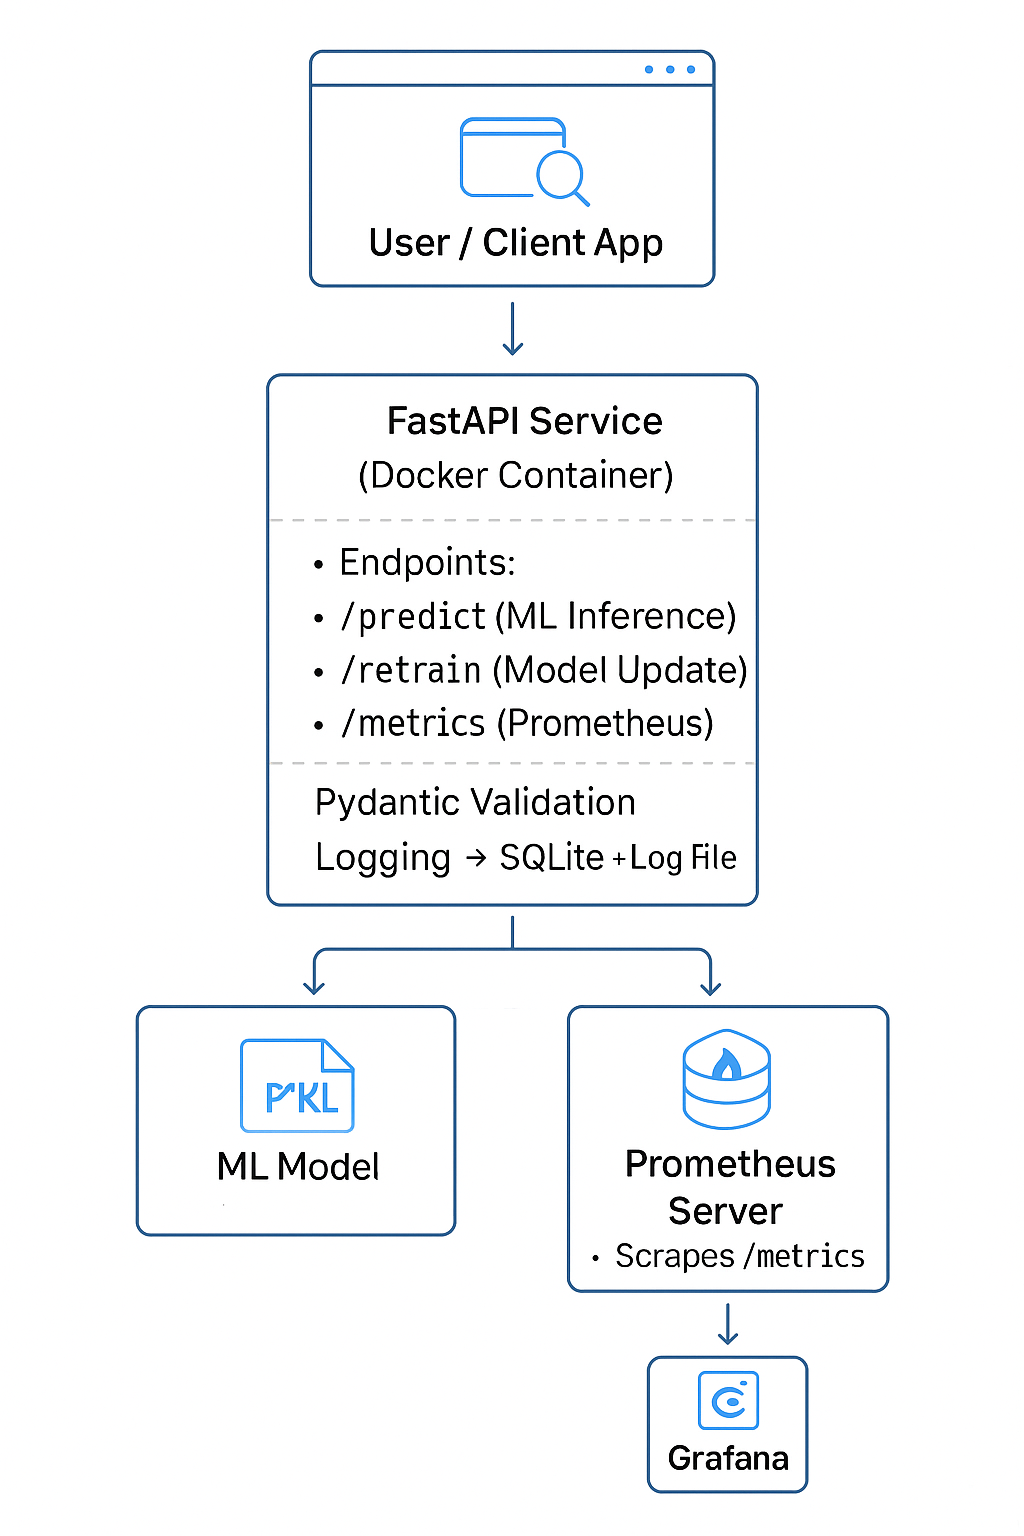 User / Client App
FastAPI Service
(Docker Container)
• Endpoints:
• /predict (ML Inference)
• /retrain (Model Update)
• /metrics (Prometheus)
Pydantic Validation
Logging → SQLite + Log File
PKL
ML Model
Prometheus
Server
• Scrapes /metrics
Grafana